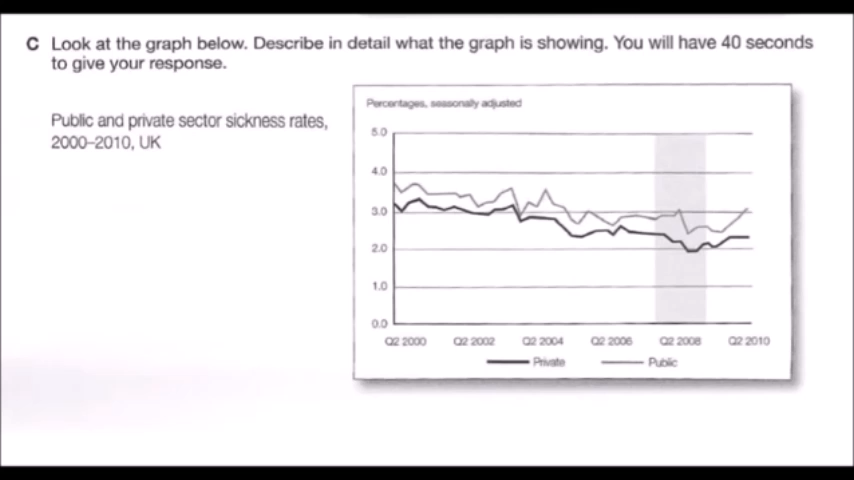 C Look at the graph below. Describe in detail what the graph is showing. You will have 40 seconds
to give your response.
Public and private sector sickness rates,
2000–2010, UK
Percentages, seasonally adjusted
5.0
4.0
3.0
2.0
1.0
0.0
Q2 2000 Q2 2002 Q2 2004 Q2 2006 Q2 2008 Q2 2010
Private Public